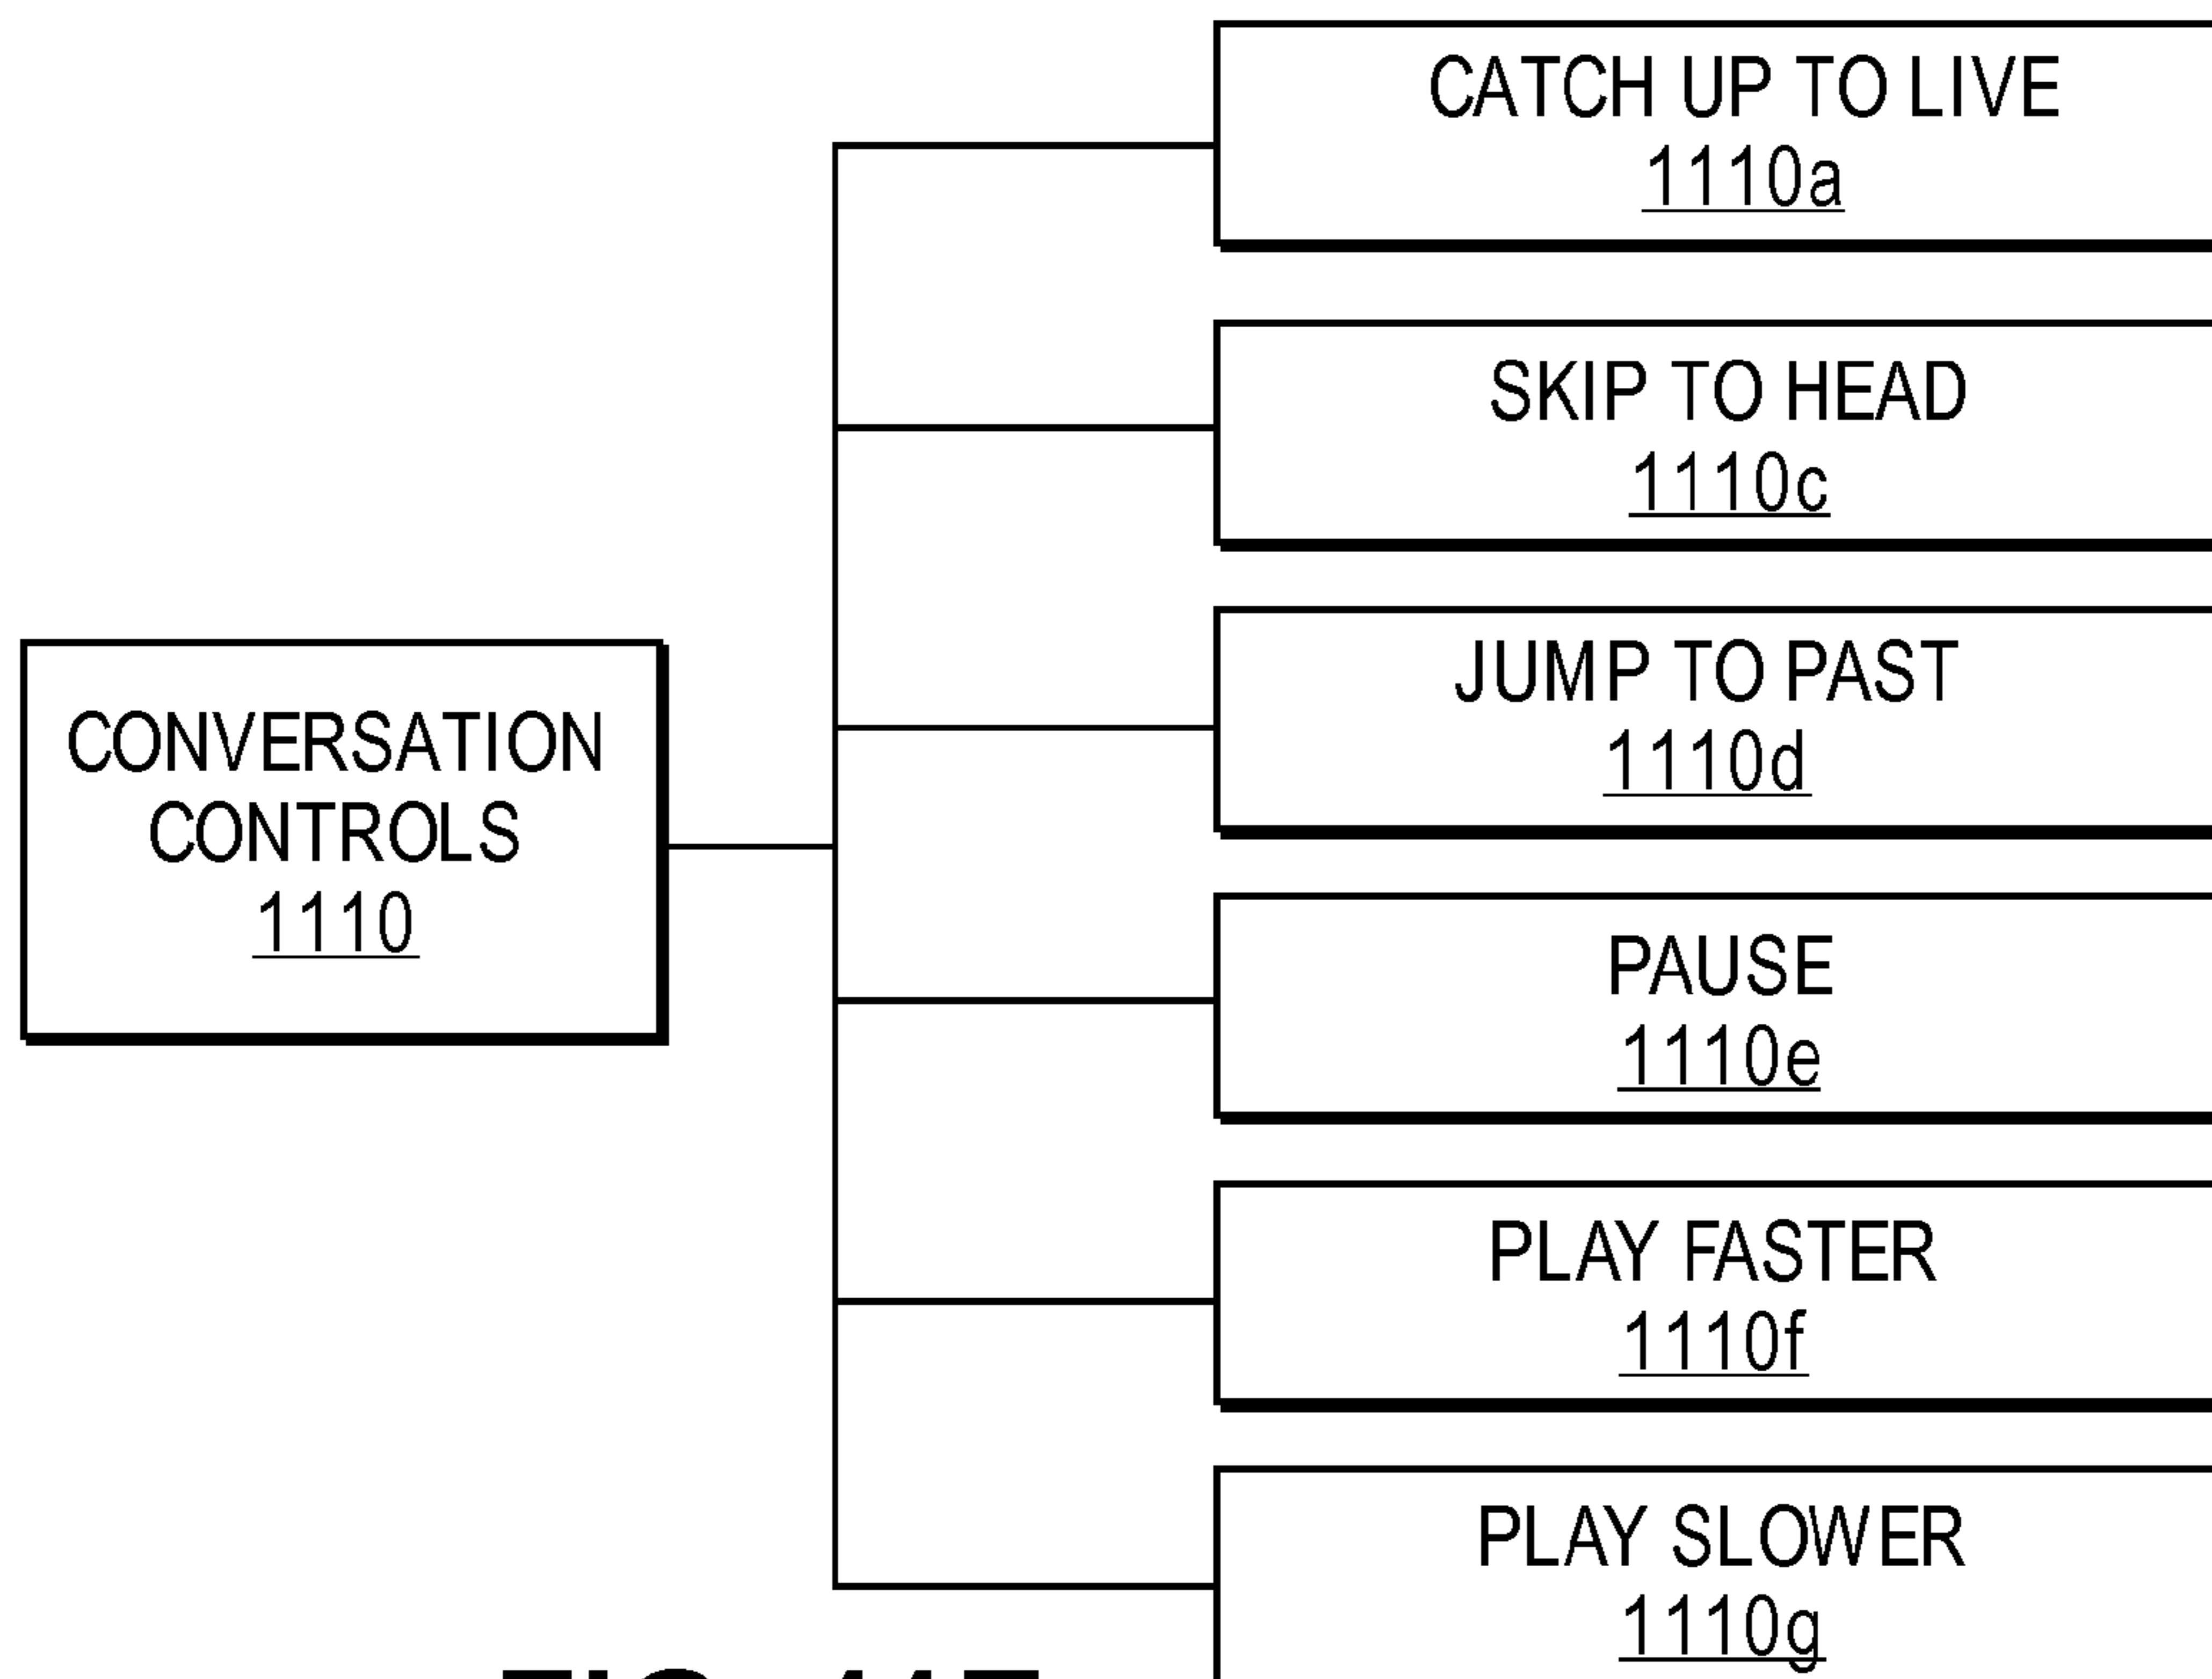 CATCH UP TO LIVE
1110a
SKIP TO HEAD
1110c
JUMP TO PAST
1110d
CONVERSATION
CONTROLS
1110
PAUSE
1110e
PLAY FASTER
1110f
PLAY SLOWER
1110g